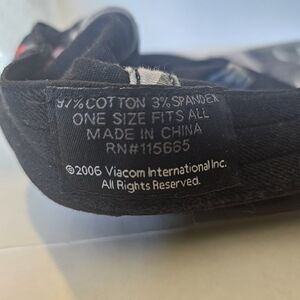 97% COTTON 3% SPANDEX
ONE SIZE FITS ALL
MADE IN CHINA
RN#115665
©2006 Viacom International Inc.
All Rights Reserved.